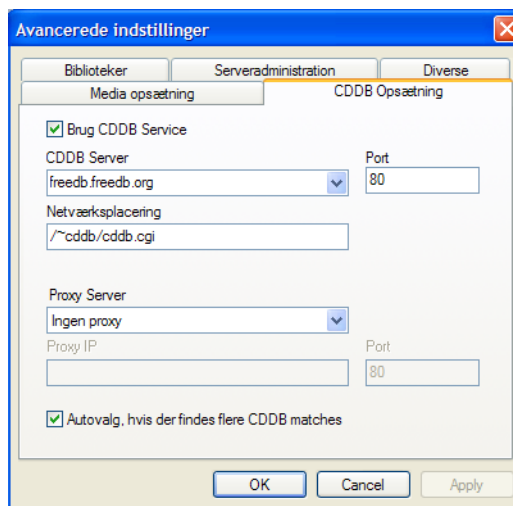 Avancerede indstillinger
Biblioteker Serveradministration Diverse
Media opsætning CDDB Opsætning
Brug CDDB Service
CDDB Server Port
freedb.freedb.org 80
Netværksplacering
/~cddb/cddb.cgi
Proxy Server
Ingen proxy
Proxy IP Port
80
Autovalg, hvis der findes flere CDDB matches
OK Cancel Apply